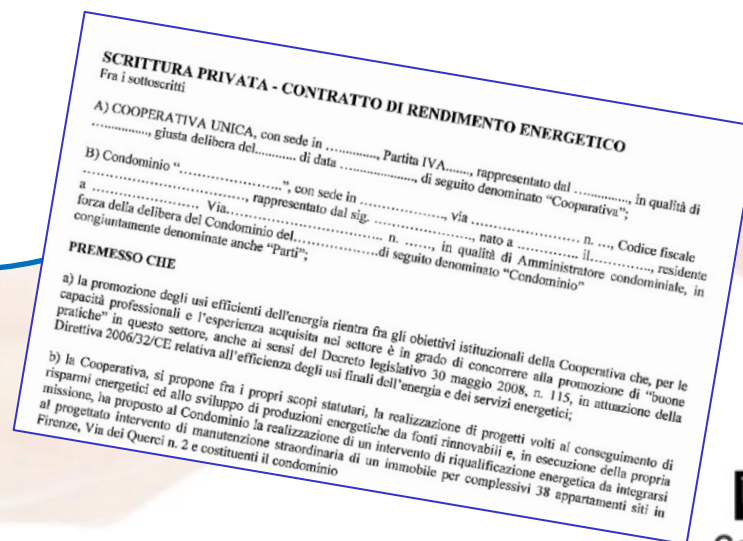 SCRITTURA PRIVATA - CONTRATTO DI RENDIMENTO ENERGETICO
Fra i sottoscritti
A) COOPERATIVA UNICA, con sede in ............., Partita IVA......., rappresentato dal ............., in qualità di
..............., giusta delibera del........... di data ..................., di seguito denominato “Cooparativa”;
B) Condominio “........................”, con sede in ...................., via ......................... n. ..., Codice fiscale
...................................., rappresentato dal sig. ...................., nato a ............. il............, residente
a ................... Via.................................... n. ......, in qualità di Amministratore condominiale, in
forza della delibera del Condominio del....................di seguito denominato “Condominio”
congiuntamente denominate anche “Parti”;
PREMESSO CHE
a) la promozione degli usi efficienti dell'energia rientra fra gli obiettivi istituzionali della Cooperativa che, per le
capacità professionali e l'esperienza acquisita nel settore è in grado di concorrere alla promozione di “buone
pratiche” in questo settore, anche ai sensi del Decreto legislativo 30 maggio 2008, n. 115, in attuazione della
Direttiva 2006/32/CE relativa all'efficienza degli usi finali dell'energia e dei servizi energetici;
b) la Cooperativa, si propone fra i propri scopi statutari, la realizzazione di progetti volti al conseguimento di
risparmi energetici ed allo sviluppo di produzioni energetiche da fonti rinnovabili e, in esecuzione della propria
missione, ha proposto al Condominio la realizzazione di un intervento di riqualificazione energetica da integrarsi
al progettato intervento di manutenzione straordinaria di un immobile per complessivi 38 appartamenti siti in
Firenze, Via dei Querci n. 2 e costituenti il condominio